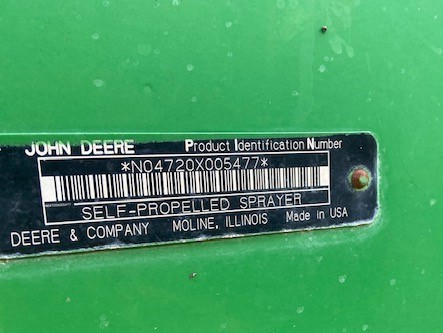 JOHN DEERE Product Identification Number
*N04720X005477*
SELF-PROPELLED SPRAYER
DEERE & COMPANY MOLINE, ILLINOIS Made in USA